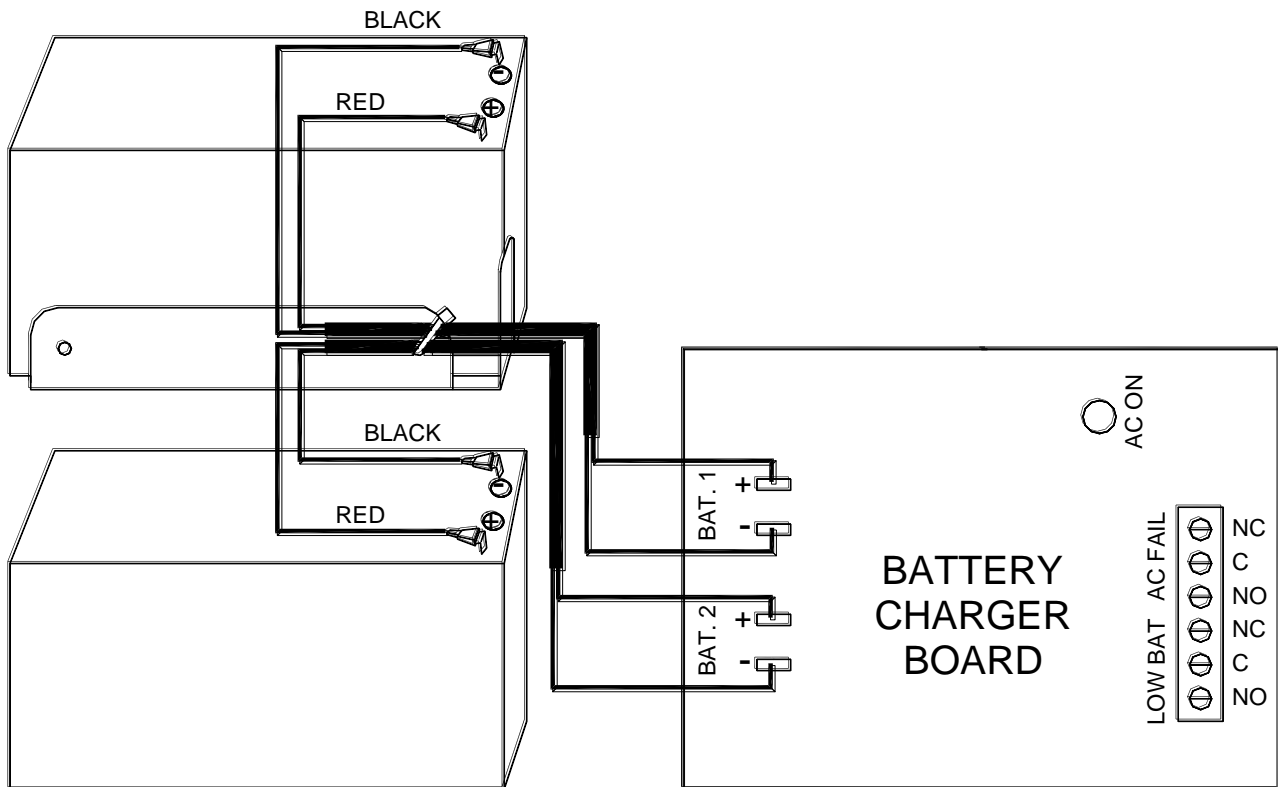 BLACK
-
+
RED
BLACK
-
+
RED
AC ON
BAT. 1
+
-
BAT. 2
+
-
BATTERY
CHARGER
BOARD
AC FAIL
NC
C
NO
LOW BAT
NC
C
NO